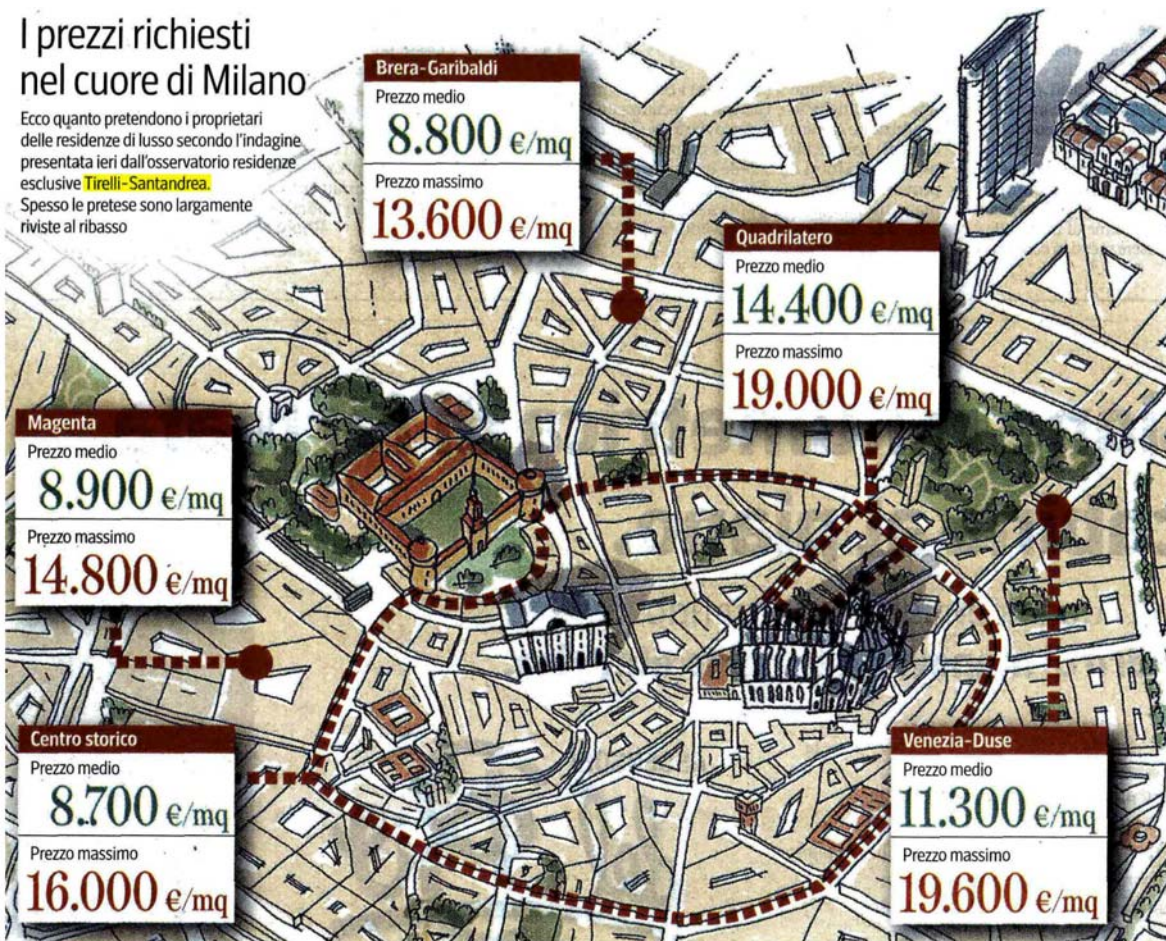 I prezzi richiesti
nel cuore di Milano
Ecco quanto pretendono i proprietari
delle residenze di lusso secondo l'indagine
presentata ieri dall'osservatorio residenze
esclusive Tirelli-Santandrea.
Spesso le pretese sono largamente
riviste al ribasso
Brera-Garibaldi
Prezzo medio
8.800 €/mq
Prezzo massimo
13.600 €/mq
Quadrilatero
Prezzo medio
14.400 €/mq
Prezzo massimo
19.000 €/mq
Magenta
Prezzo medio
8.900 €/mq
Prezzo massimo
14.800 €/mq
Centro storico
Prezzo medio
8.700 €/mq
Prezzo massimo
16.000 €/mq
Venezia-Duse
Prezzo medio
11.300 €/mq
Prezzo massimo
19.600 €/mq